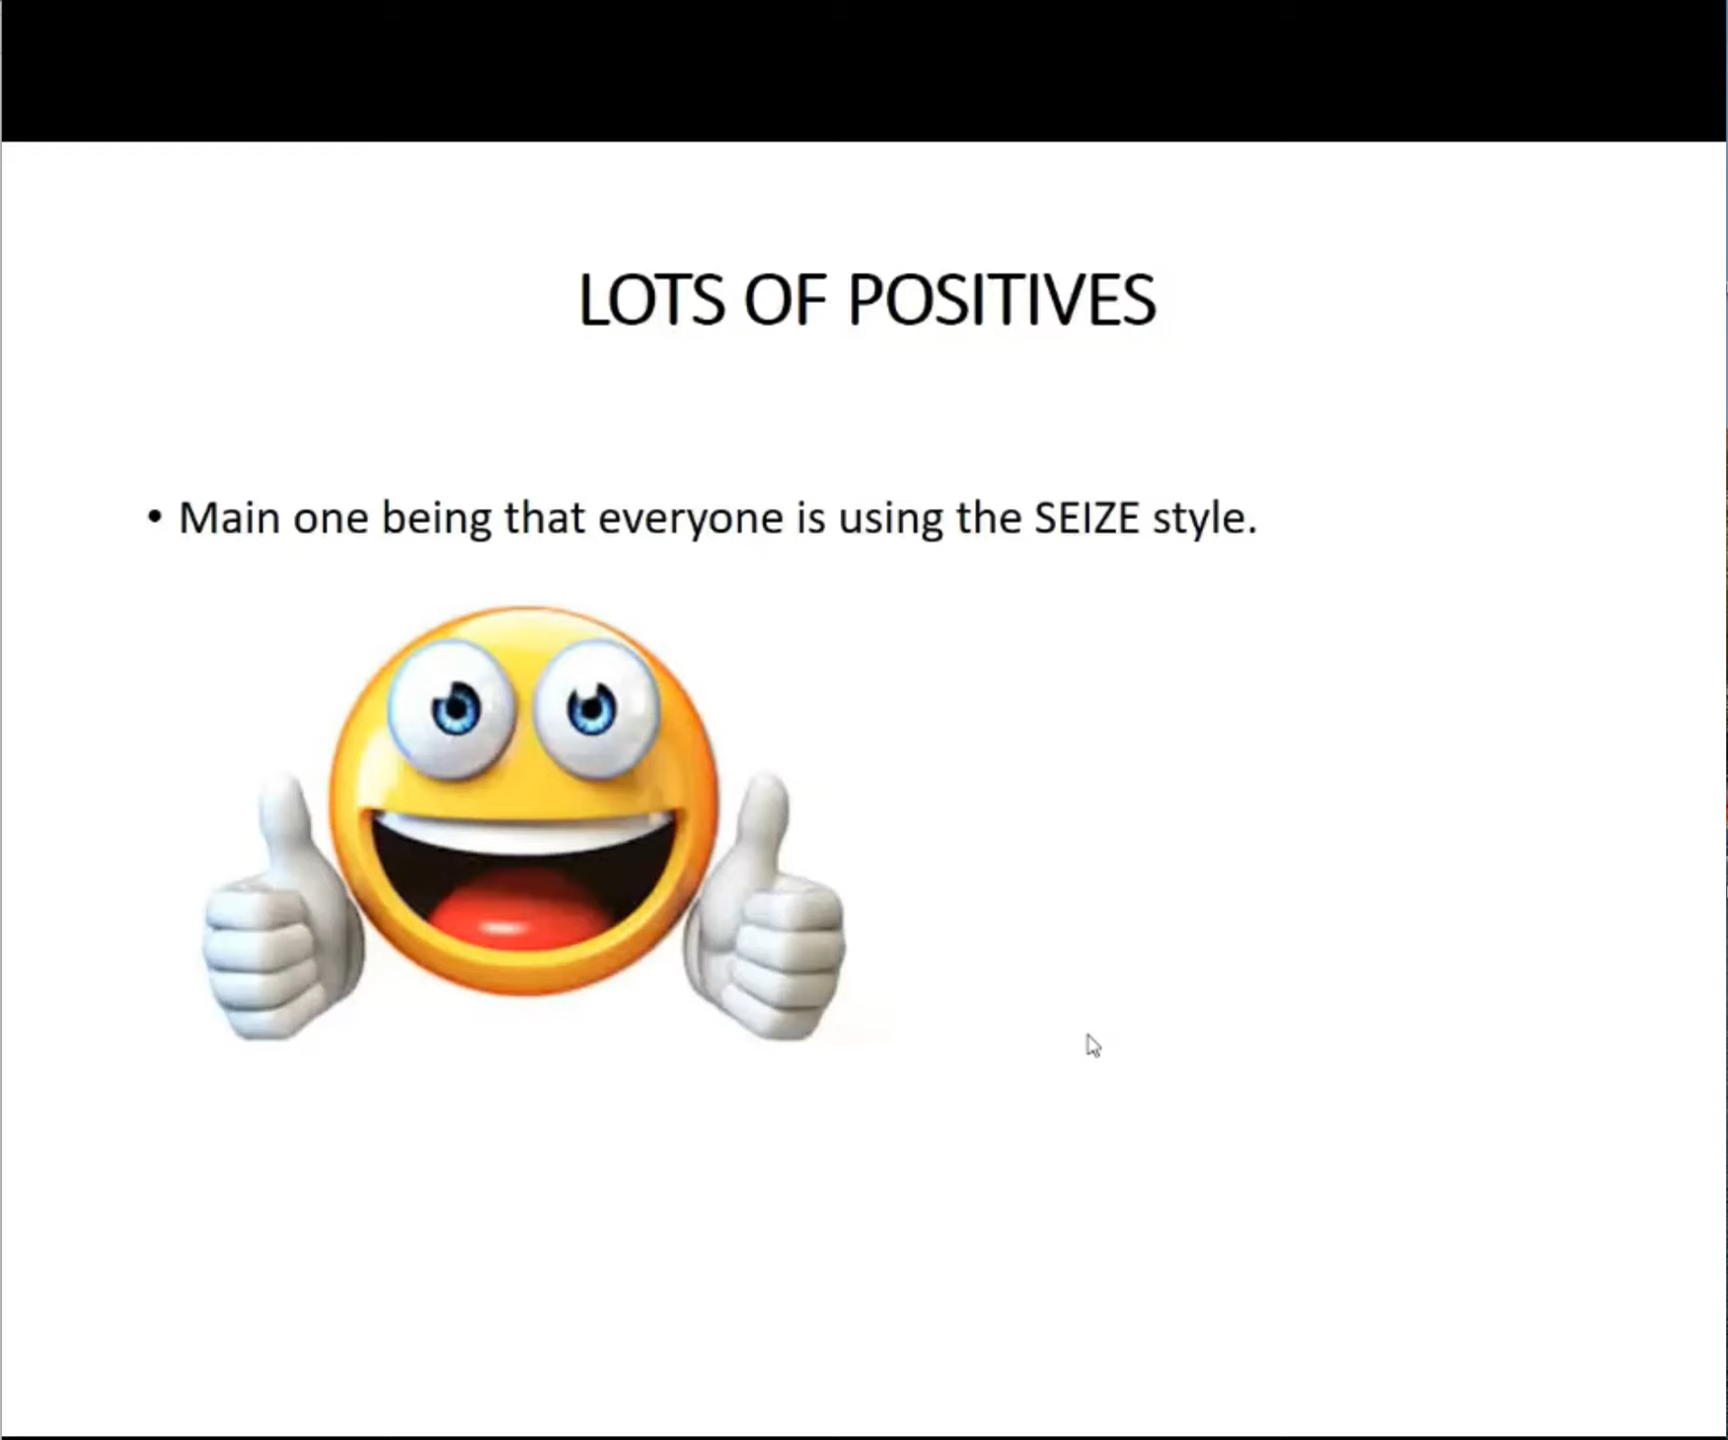 LOTS OF POSITIVES
• Main one being that everyone is using the SEIZE style.